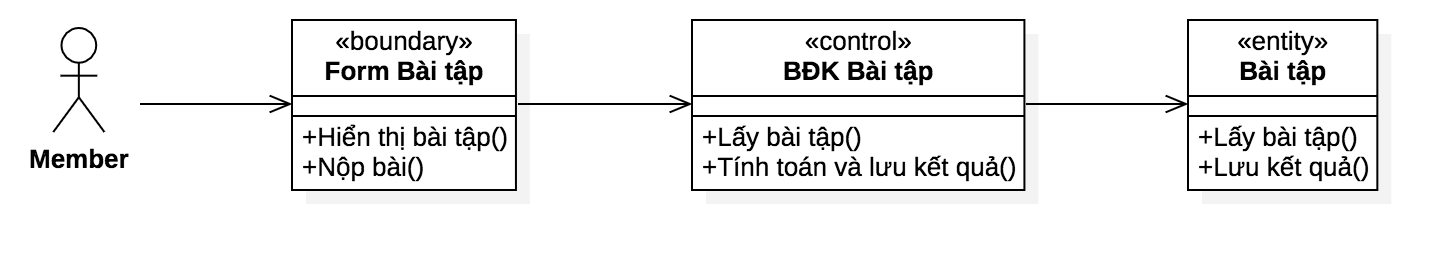 Member
«boundary»
Form Bài tập
+Hiển thị bài tập()
+Nộp bài()
«control»
BĐK Bài tập
+Lấy bài tập()
+Tính toán và lưu kết quả()
«entity»
Bài tập
+Lấy bài tập()
+Lưu kết quả()